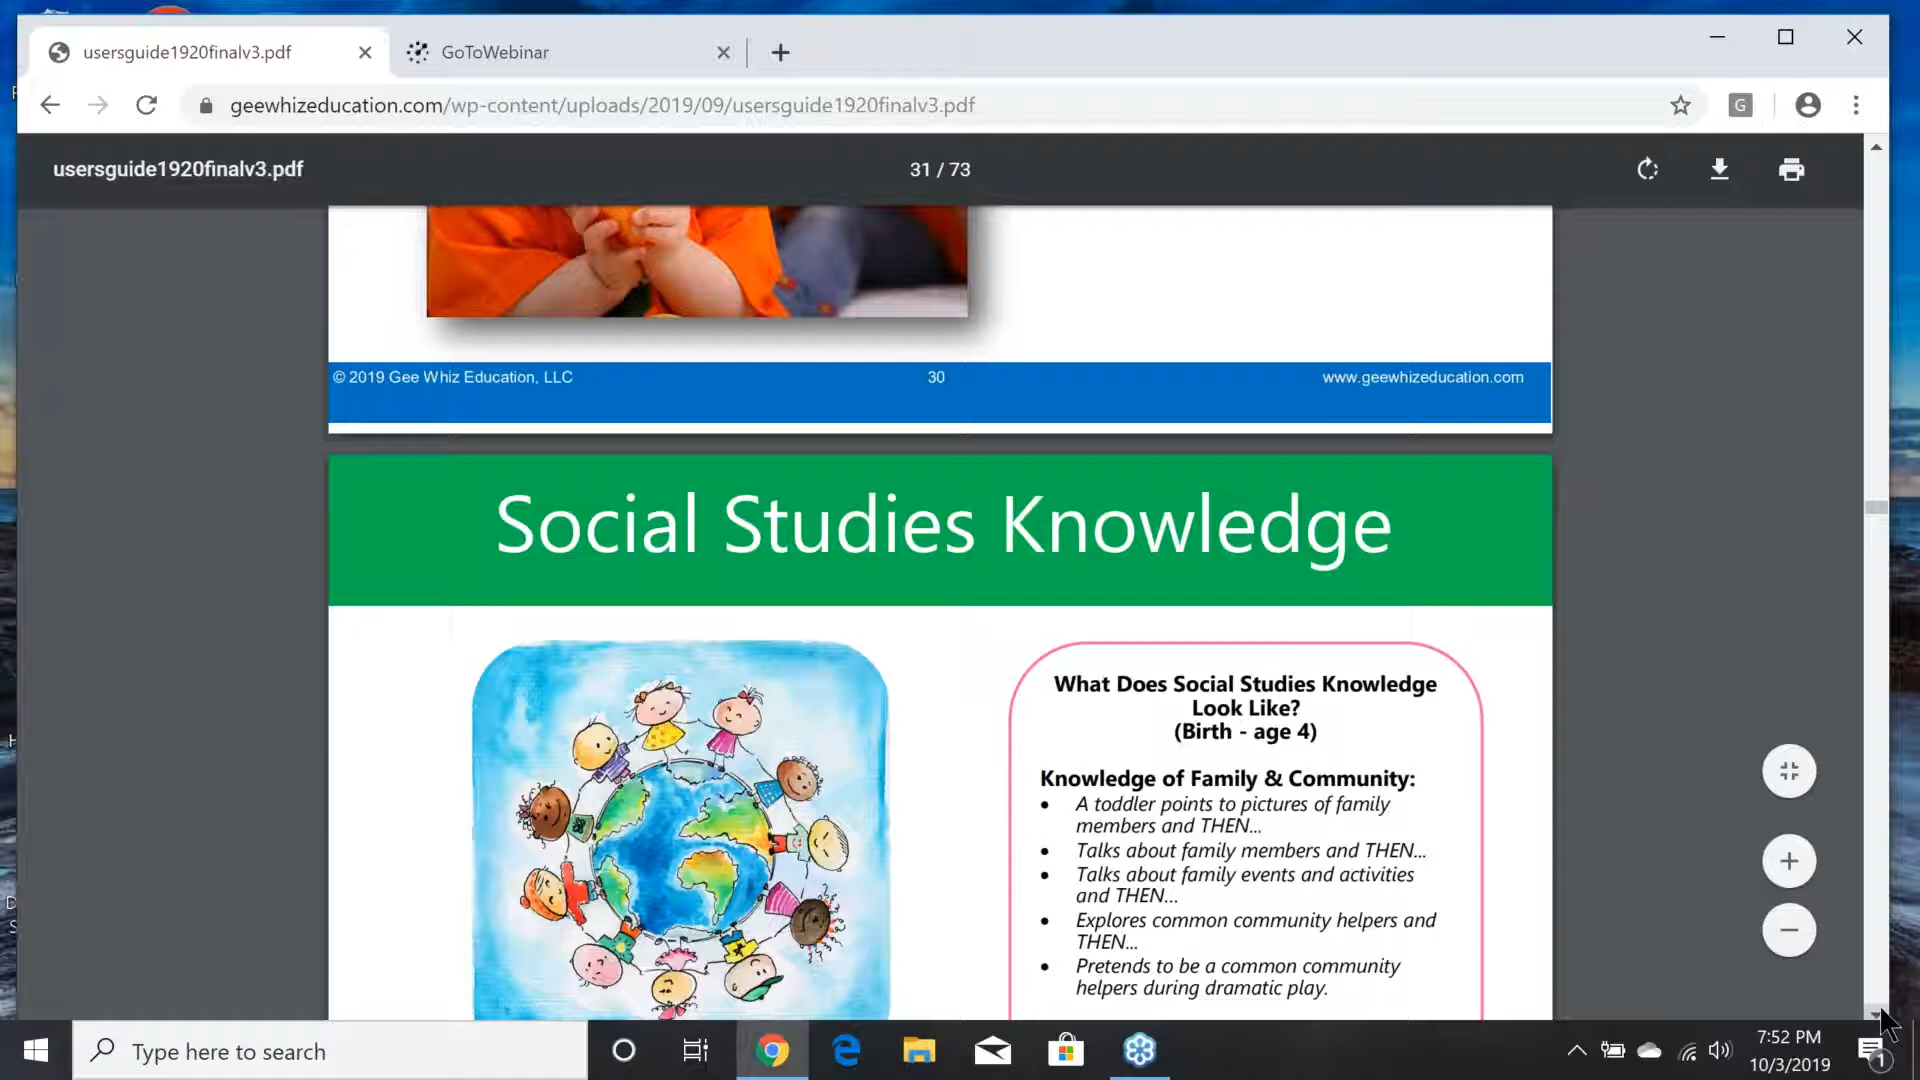 usersguide1920finalv3.pdf
GoToWebinar
geewhizeducation.com/wp-content/uploads/2019/09/usersguide1920finalv3.pdf
G
usersguide1920finalv3.pdf
31 / 73
© 2019 Gee Whiz Education, LLC
30
www.geewhizeducation.com
Social Studies Knowledge
What Does Social Studies Knowledge
Look Like?
(Birth - age 4)
Knowledge of Family & Community:
• A toddler points to pictures of family
members and THEN...
• Talks about family members and THEN...
• Talks about family events and activities
and THEN...
• Explores common community helpers and
THEN...
• Pretends to be a common community
helpers during dramatic play.
Type here to search
7:52 PM
10/3/2019
1